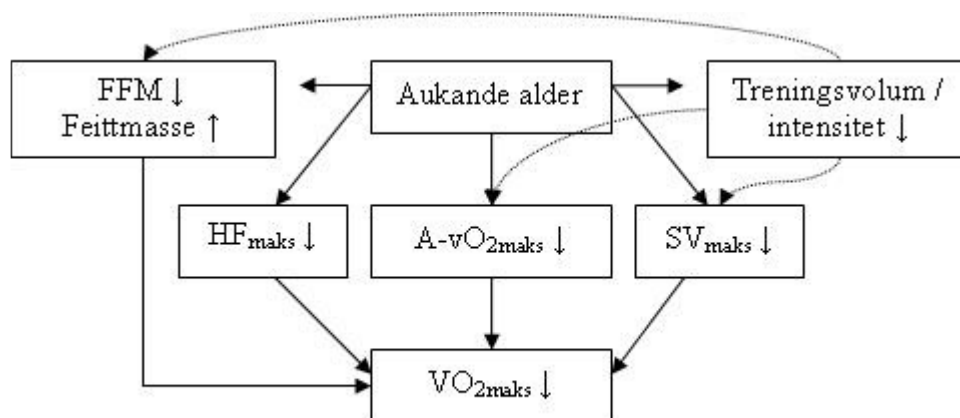 FFM ↓
Feittmasse ↑
Aukande alder
Treningsvolum /
intensitet ↓
HFmaks ↓
A-vO2maks ↓
SVmaks ↓
VO2maks ↓